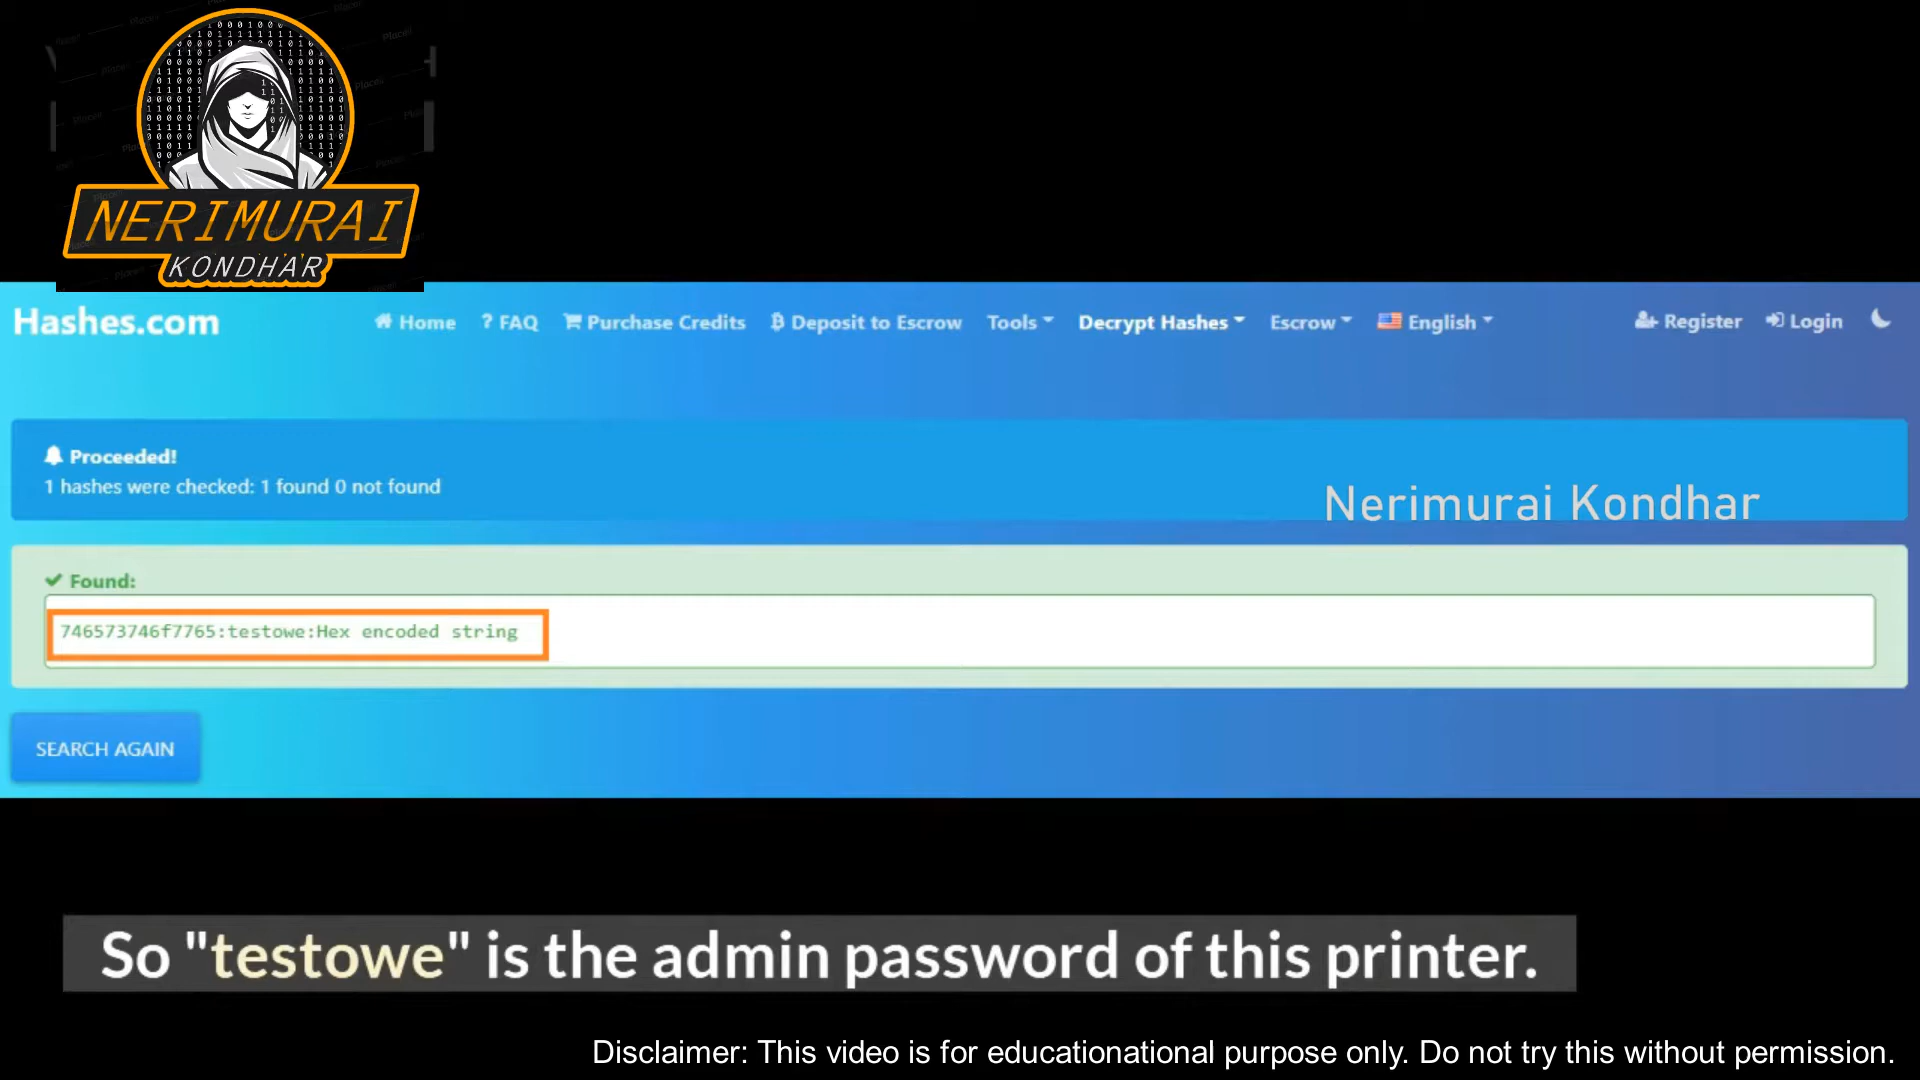 NERIMURAI
KONDHAR
Hashes.com
Home
? FAQ
Purchase Credits
Deposit to Escrow
Tools
Decrypt Hashes
Escrow
English
Register
Login
Proceeded!
1 hashes were checked: 1 found 0 not found
Nerimurai Kondhar
Found:
746573746f7765:testowe:Hex encoded string
SEARCH AGAIN
So "testowe" is the admin password of this printer.
Disclaimer: This video is for educationational purpose only. Do not try this without permission.